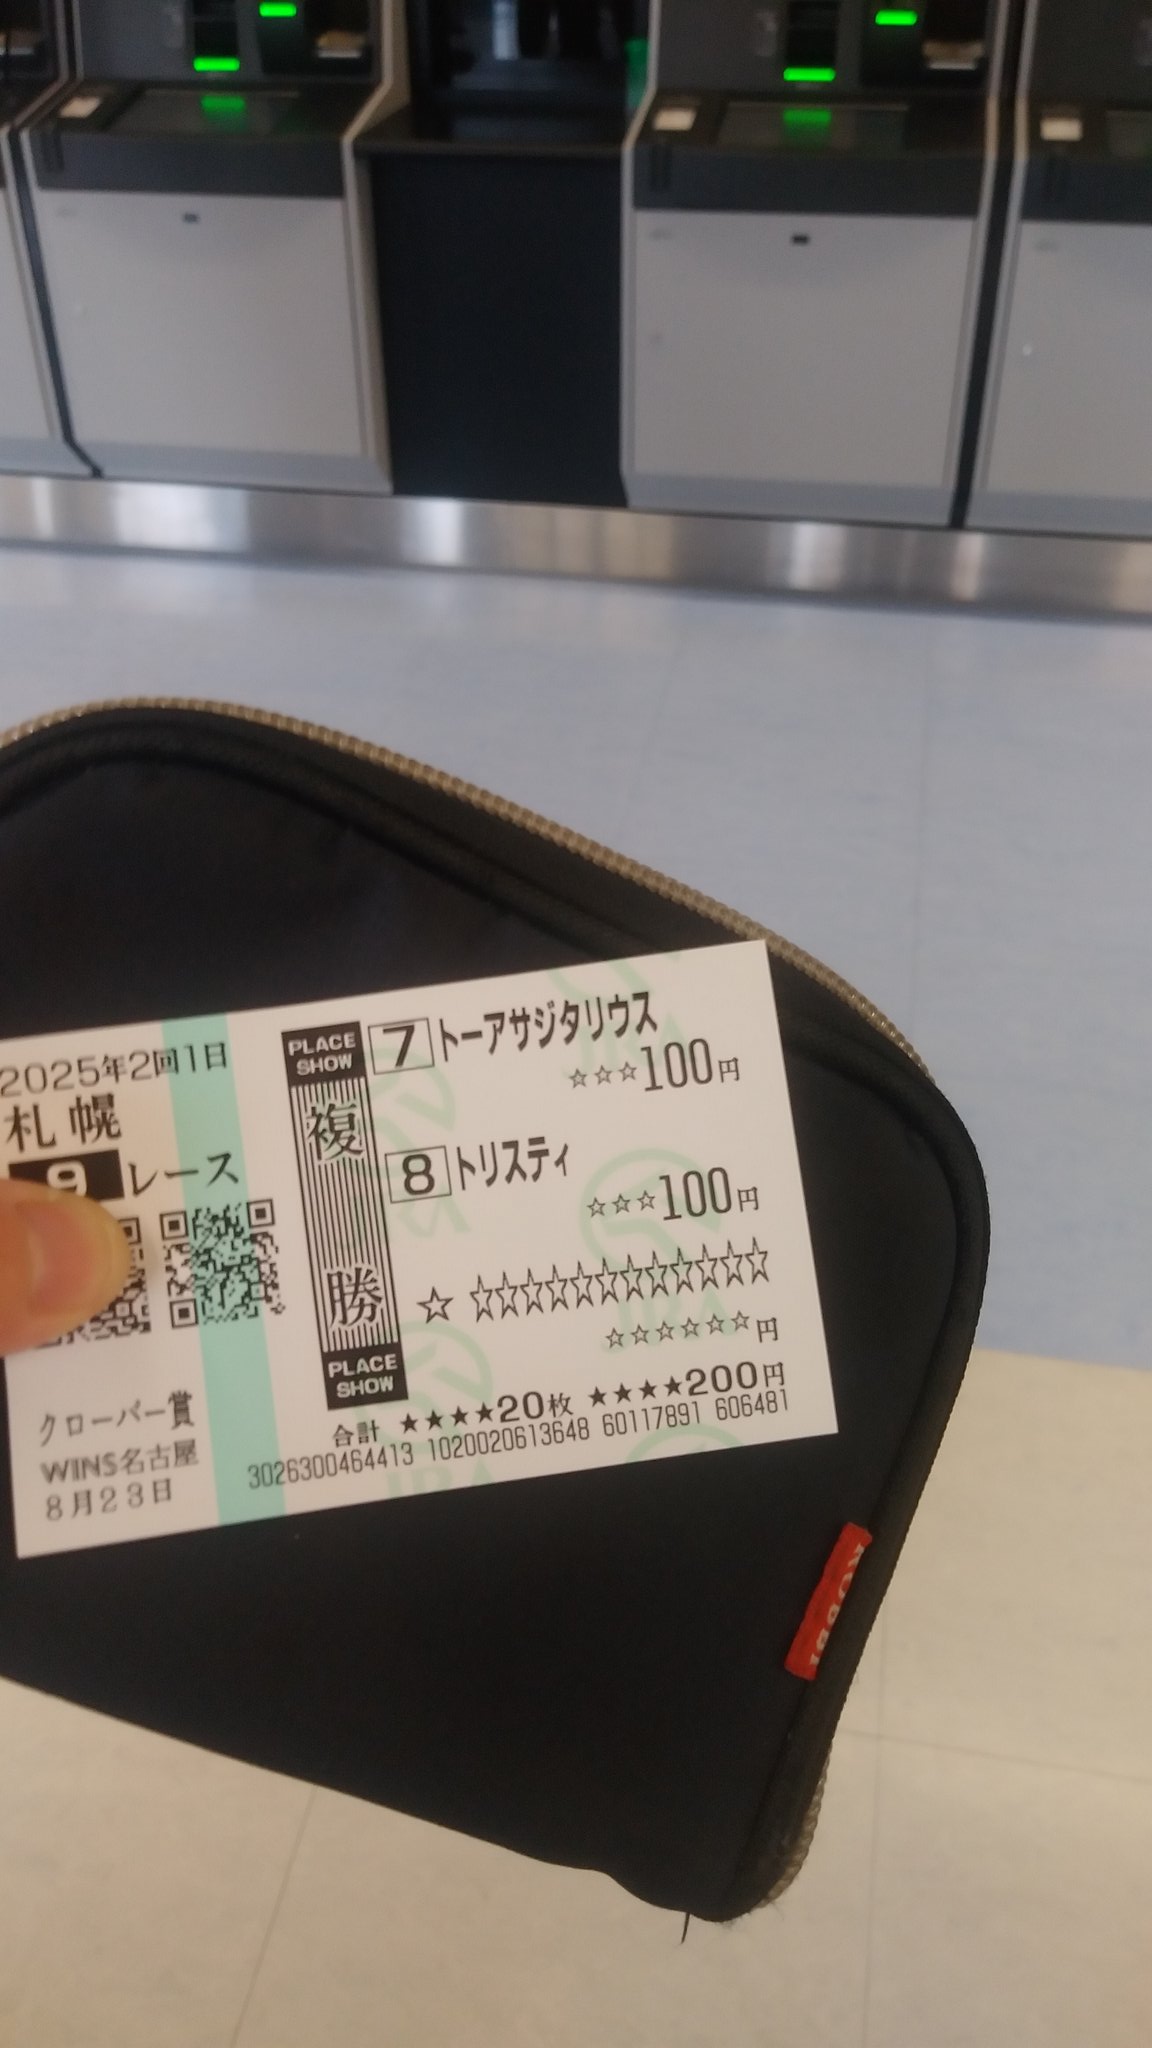 2025年2回1日
札幌
9レース
クローバー賞
WINS名古屋
8月23日
PLACE
SHOW
複勝
PLACE
SHOW
7 トーアサジタリウス
☆☆☆100円
8 トリスティ
☆☆☆100円
☆ ☆☆☆☆☆☆☆☆☆☆☆☆
☆☆☆☆☆☆円
合計 ★★★★20枚 ★★★★200円
3026300464413 1020020613648 60117891 606481
JRA